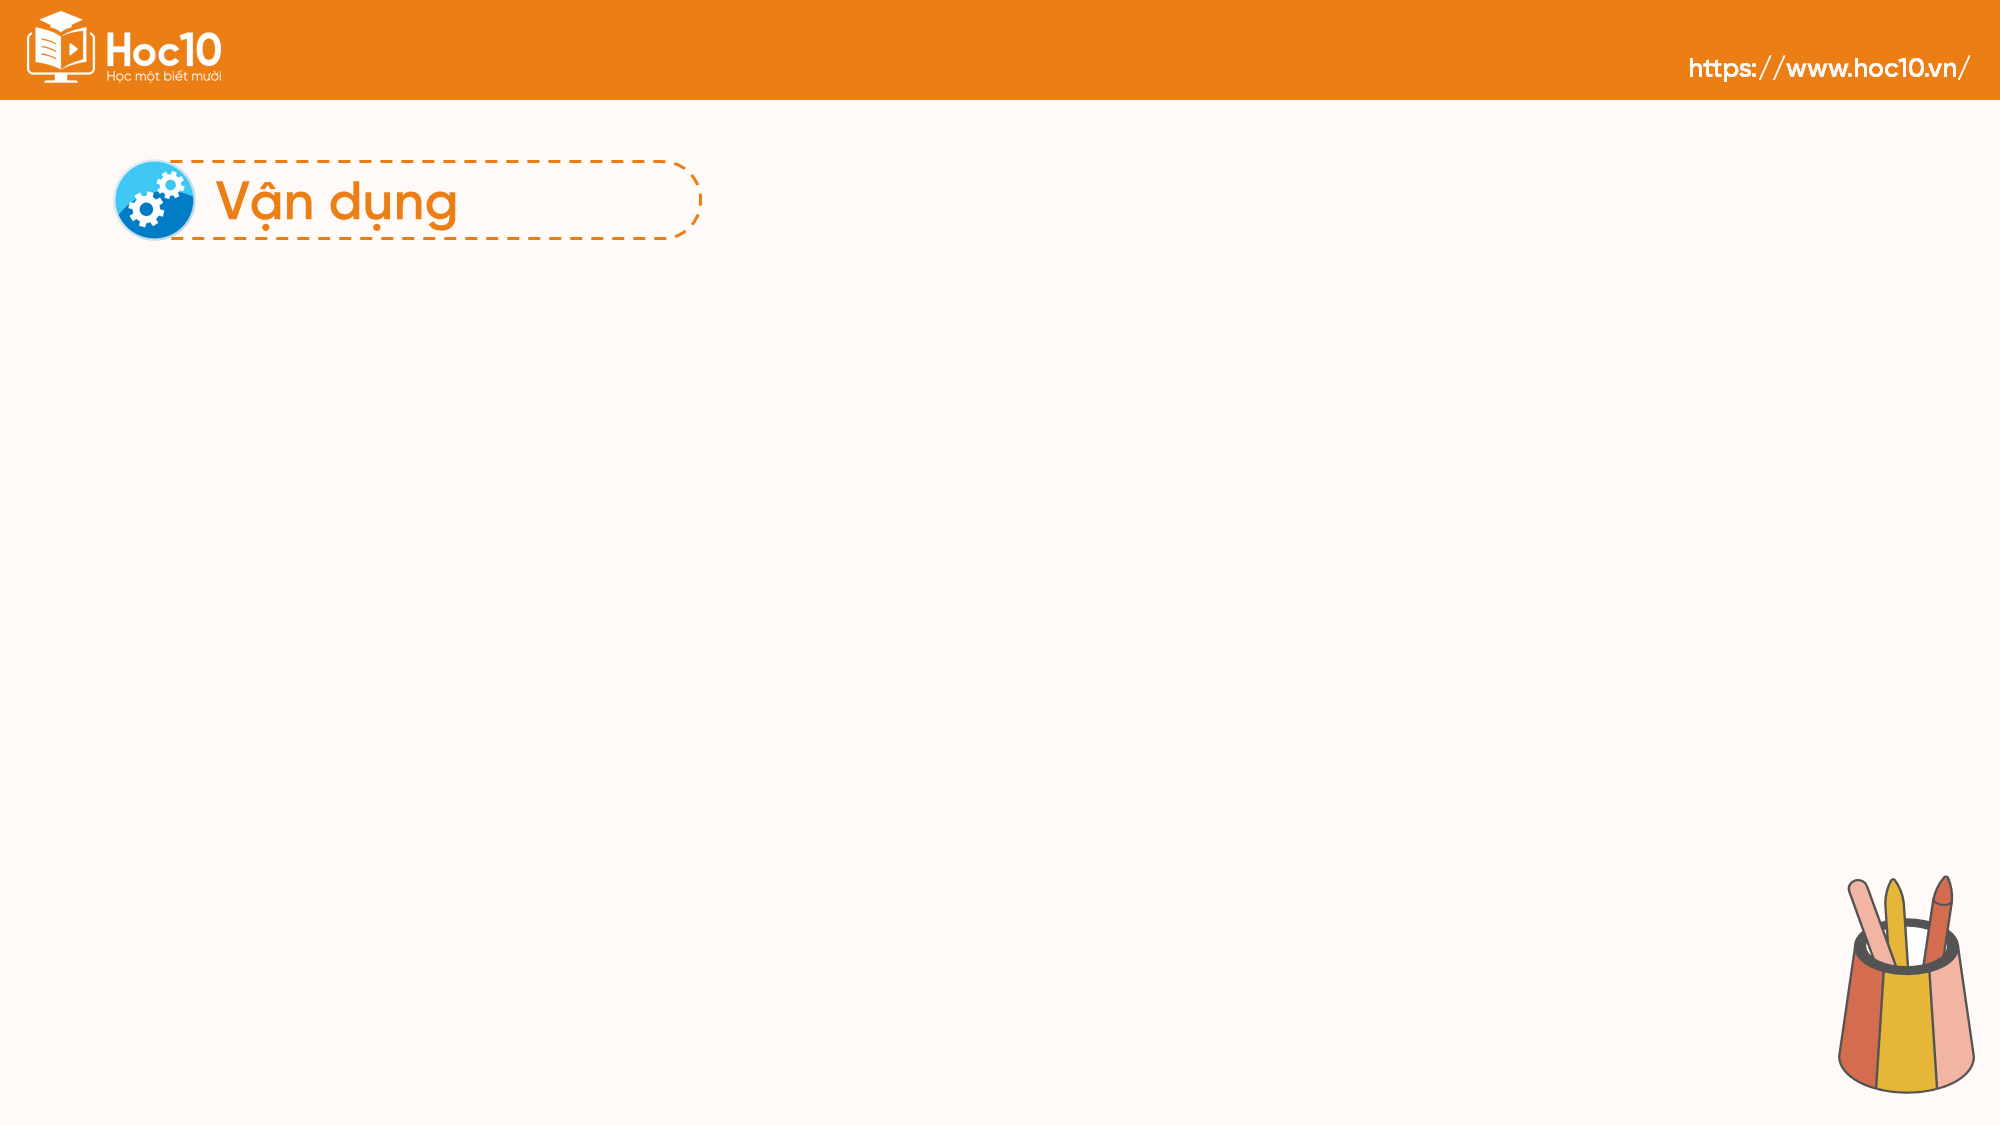 Hoc10
Học một biết mười
https://www.hoc10.vn/
Vận dụng